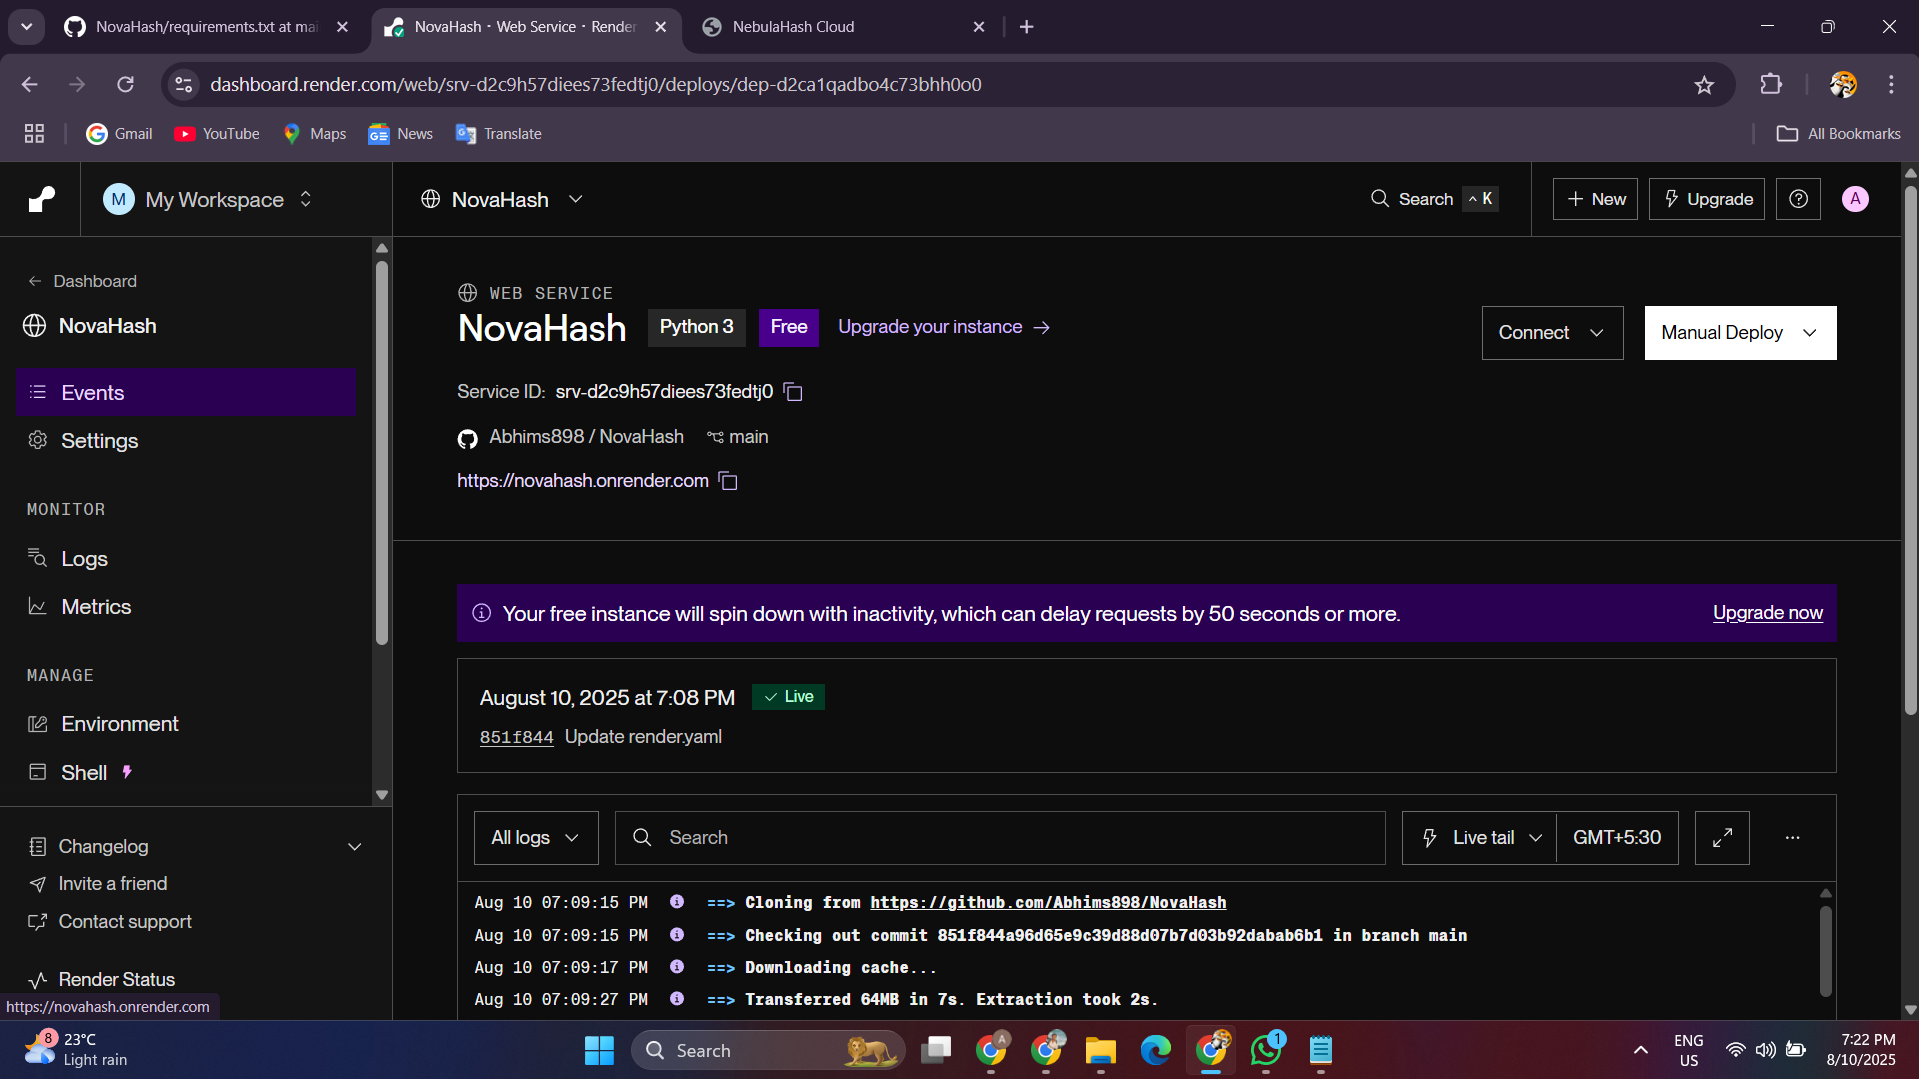 NovaHash/requirements.txt at mai
NovaHash · Web Service · Render
NebulaHash Cloud
dashboard.render.com/web/srv-d2c9h57diees73fedtj0/deploys/dep-d2ca1qadbo4c73bhh0o0
Gmail
YouTube
Maps
News
Translate
All Bookmarks
M My Workspace
NovaHash
Search ^ K
+ New
Upgrade
A
← Dashboard
NovaHash
Events
Settings
MONITOR
Logs
Metrics
MANAGE
Environment
Shell
Changelog
Invite a friend
Contact support
Render Status
https://novahash.onrender.com
WEB SERVICE
NovaHash Python 3 Free Upgrade your instance →
Connect
Manual Deploy
Service ID: srv-d2c9h57diees73fedtj0
Abhims898 / NovaHash main
https://novahash.onrender.com
Your free instance will spin down with inactivity, which can delay requests by 50 seconds or more.
Upgrade now
August 10, 2025 at 7:08 PM Live
851f844 Update render.yaml
All logs
Search
Live tail
GMT+5:30
Aug 10 07:09:15 PM ==> Cloning from https://github.com/Abhims898/NovaHash
Aug 10 07:09:15 PM ==> Checking out commit 851f844a96d65e9c39d88d07b7d03b92dabab6b1 in branch main
Aug 10 07:09:17 PM ==> Downloading cache...
Aug 10 07:09:27 PM ==> Transferred 64MB in 7s. Extraction took 2s.
8
23°C
Light rain
Search
A
1
ENG
US
7:22 PM
8/10/2025